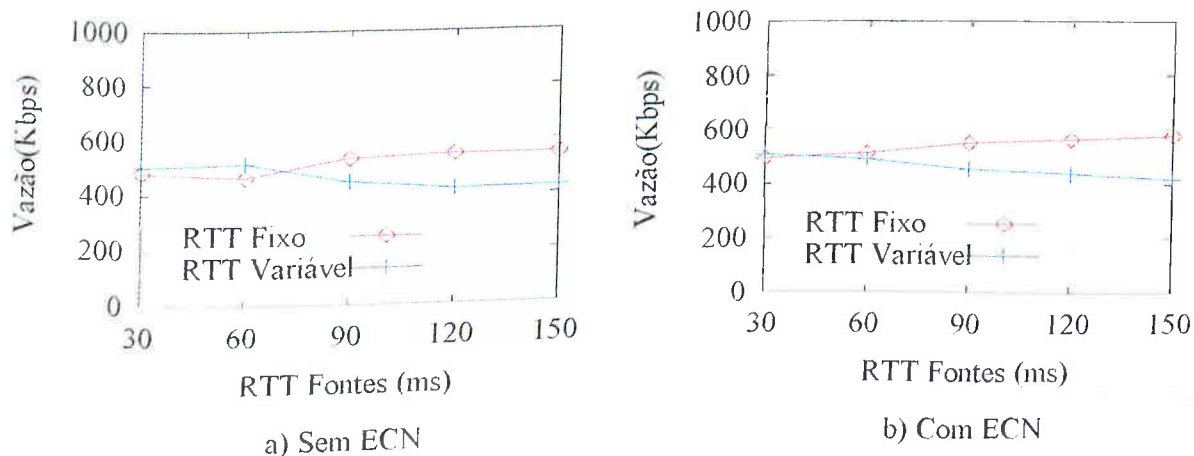 Vazão(Kbps)
1000
800
600
400
200
0
RTT Fixo
RTT Variável
30 60 90 120 150
RTT Fontes (ms)
a) Sem ECN
Vazão(Kbps)
1000
800
600
400
200
0
RTT Fixo
RTT Variável
30 60 90 120 150
RTT Fontes (ms)
b) Com ECN